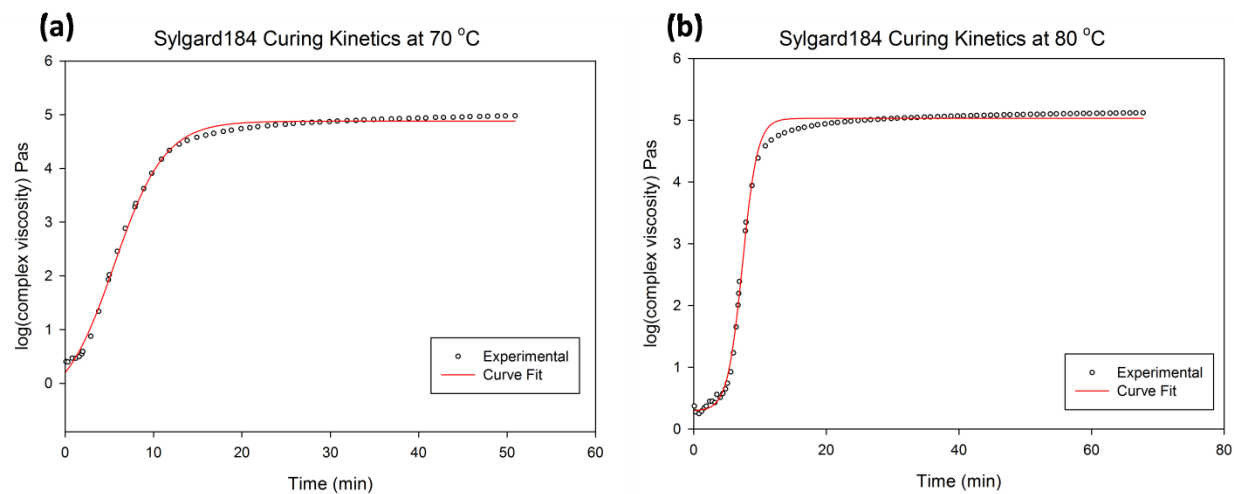 (a)
Sylgard184 Curing Kinetics at 70 °C
log(complex viscosity) Pas
6
5
4
3
2
1
0
Experimental
Curve Fit
0 10 20 30 40 50 60
Time (min)
(b)
Sylgard184 Curing Kinetics at 80 °C
log(complex viscosity) Pas
6
5
4
3
2
1
0
Experimental
Curve Fit
0 20 40 60 80
Time (min)